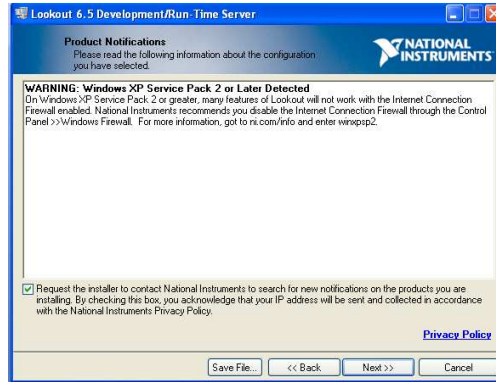 Lookout 6.5 Development/Run-Time Server
Product Notifications
Please read the following information about the configuration
you have selected.
NATIONAL
INSTRUMENTS
WARNING: Windows XP Service Pack 2 or Later Detected
On Windows XP Service Pack 2 or greater, many features of Lookout will not work with the Internet Connection
Firewall enabled. National Instruments recommends you disable the Internet Connection Firewall through the Control
Panel >>Windows Firewall. For more information, got to ni.com/info and enter winxpsp2.
Request the installer to contact National Instruments to search for new notifications on the products you are
installing. By checking this box, you acknowledge that your IP address will be sent and collected in accordance
with the National Instruments Privacy Policy.
Privacy Policy
Save File... << Back Next >> Cancel